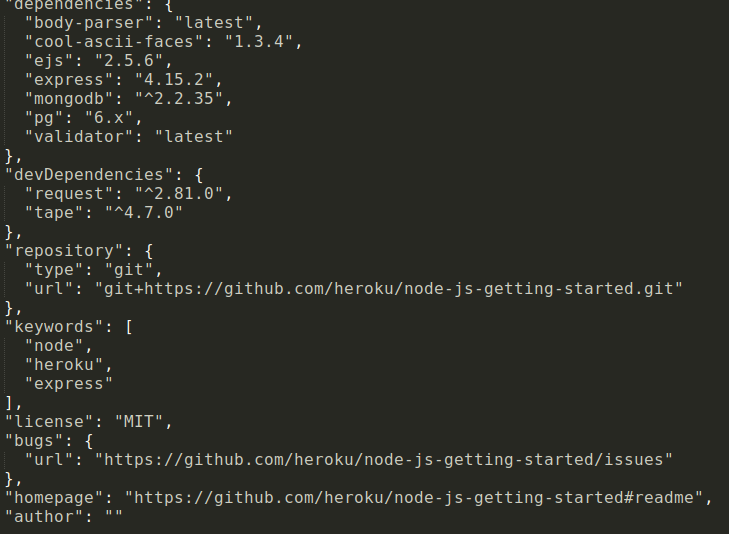 "dependencies": {
"body-parser": "latest",
"cool-ascii-faces": "1.3.4",
"ejs": "2.5.6",
"express": "4.15.2",
"mongodb": "^2.2.35",
"pg": "6.x",
"validator": "latest"
},
"devDependencies": {
"request": "^2.81.0",
"tape": "^4.7.0"
},
"repository": {
"type": "git",
"url": "git+https://github.com/heroku/node-js-getting-started.git"
},
"keywords": [
"node",
"heroku",
"express"
],
"license": "MIT",
"bugs": {
"url": "https://github.com/heroku/node-js-getting-started/issues"
},
"homepage": "https://github.com/heroku/node-js-getting-started#readme",
"author": ""